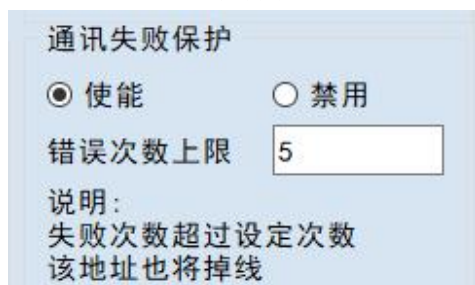 通讯失败保护
使能 禁用
错误次数上限 5
说明:
失败次数超过设定次数
该地址也将掉线